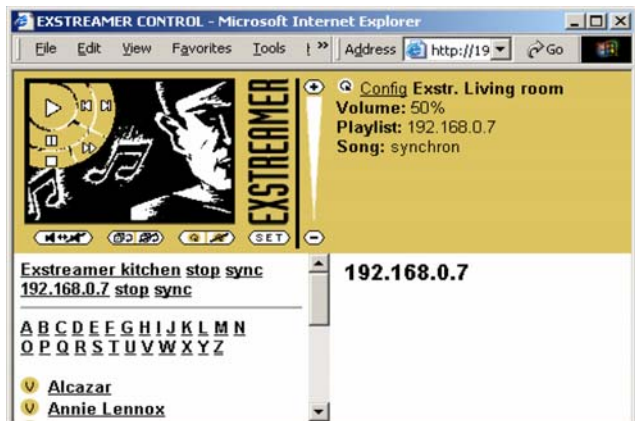 EXSTREAMER CONTROL - Microsoft Internet Explorer
File Edit View Favorites Tools Address http://19 Go
EXSTREAMER
SET
Config Exstr. Living room
Volume: 50%
Playlist: 192.168.0.7
Song: synchron
Exstreamer kitchen stop sync
192.168.0.7 stop sync
A B C D E F G H I J K L M N
O P Q R S T U V W X Y Z
V Alcazar
V Annie Lennox
192.168.0.7